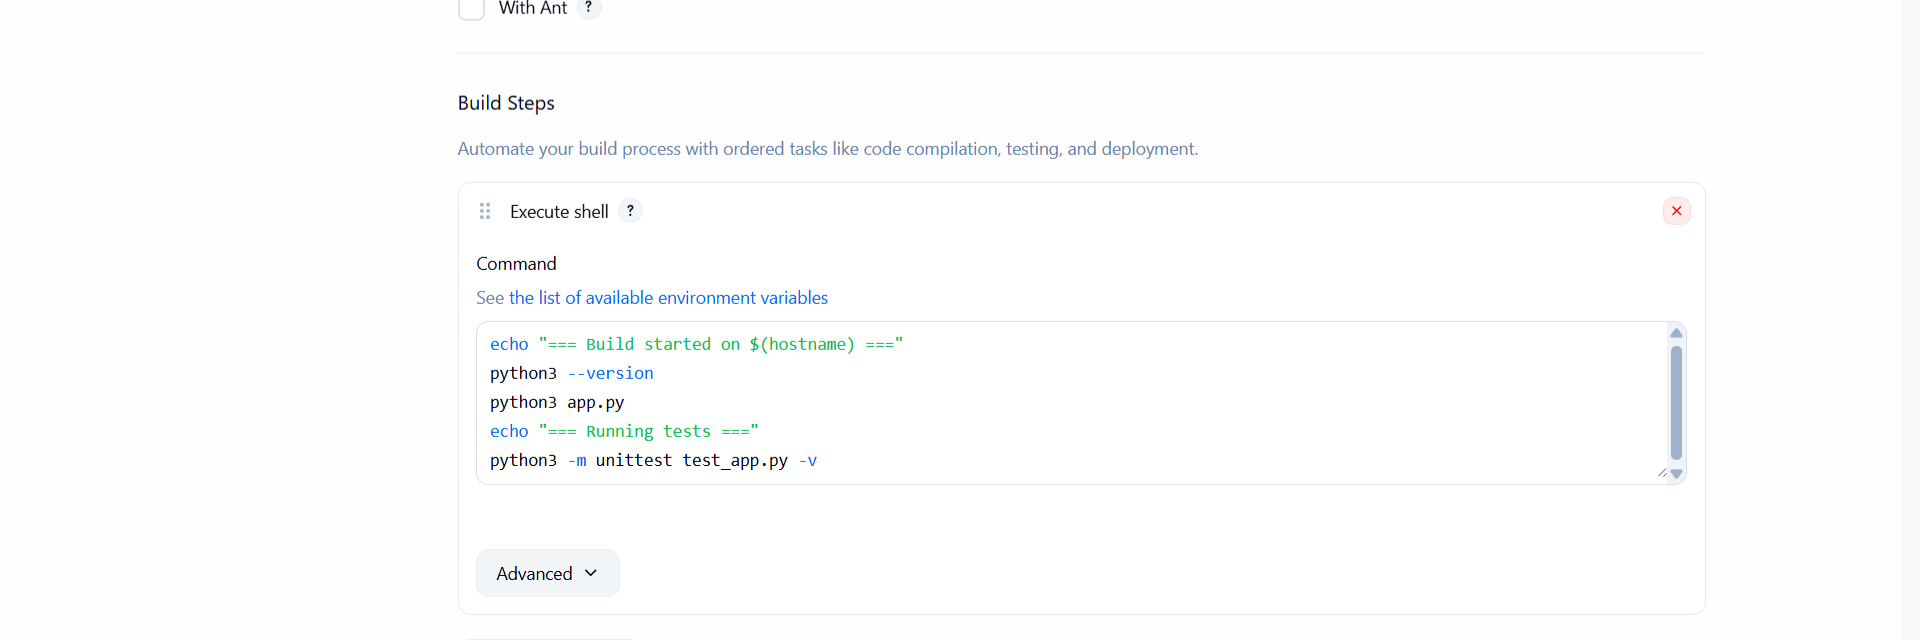 With Ant ?
Build Steps
Automate your build process with ordered tasks like code compilation, testing, and deployment.
Execute shell ?
Command
See the list of available environment variables
echo "=== Build started on $(hostname) ==="
python3 --version
python3 app.py
echo "=== Running tests ==="
python3 -m unittest test_app.py -v
Advanced